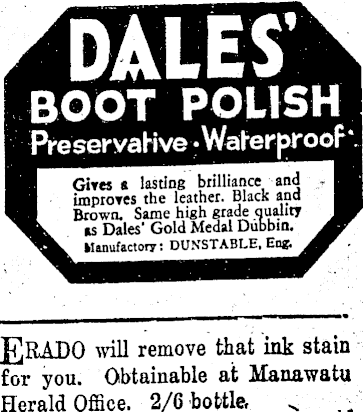 DALES'
BOOT POLISH
Preservative · Waterproof ·
Gives a lasting brilliance and
improves the leather. Black and
Brown. Same high grade quality
as Dales' Gold Medal Dubbin.
Manufactory: DUNSTABLE, Eng.
ERADO will remove that ink stain
for you. Obtainable at Manawatu
Herald Office. 2/6 bottle.